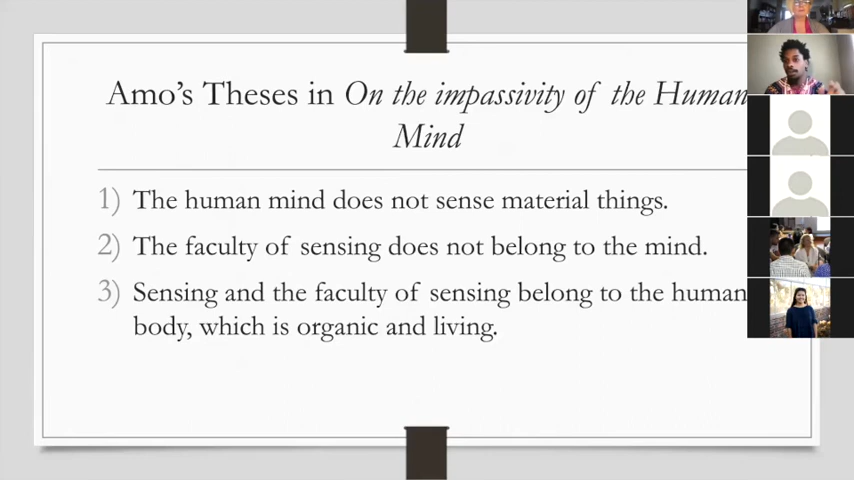 Amo's Theses in On the impassivity of the Human
Mind
1) The human mind does not sense material things.
2) The faculty of sensing does not belong to the mind.
3) Sensing and the faculty of sensing belong to the human
body, which is organic and living.